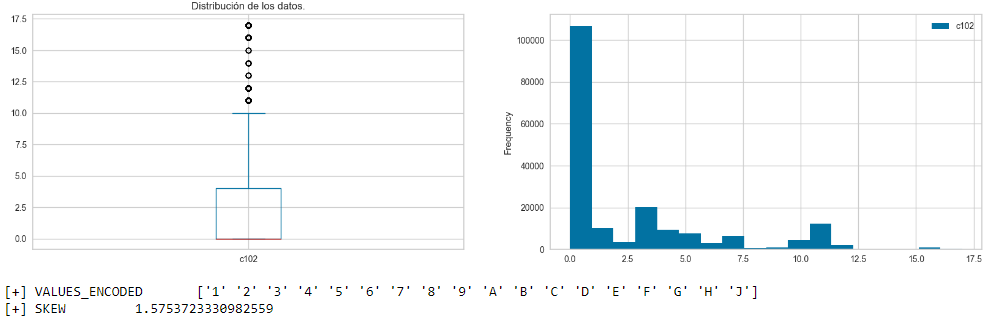 Distribución de los datos.
17.5
15.0
12.5
10.0
7.5
5.0
2.5
0.0
c102
c102
Frequency
100000
80000
60000
40000
20000
0
0.0 2.5 5.0 7.5 10.0 12.5 15.0 17.5
[+] VALUES_ENCODED ['1' '2' '3' '4' '5' '6' '7' '8' '9' 'A' 'B' 'C' 'D' 'E' 'F' 'G' 'H' 'J']
[+] SKEW 1.5753723330982559